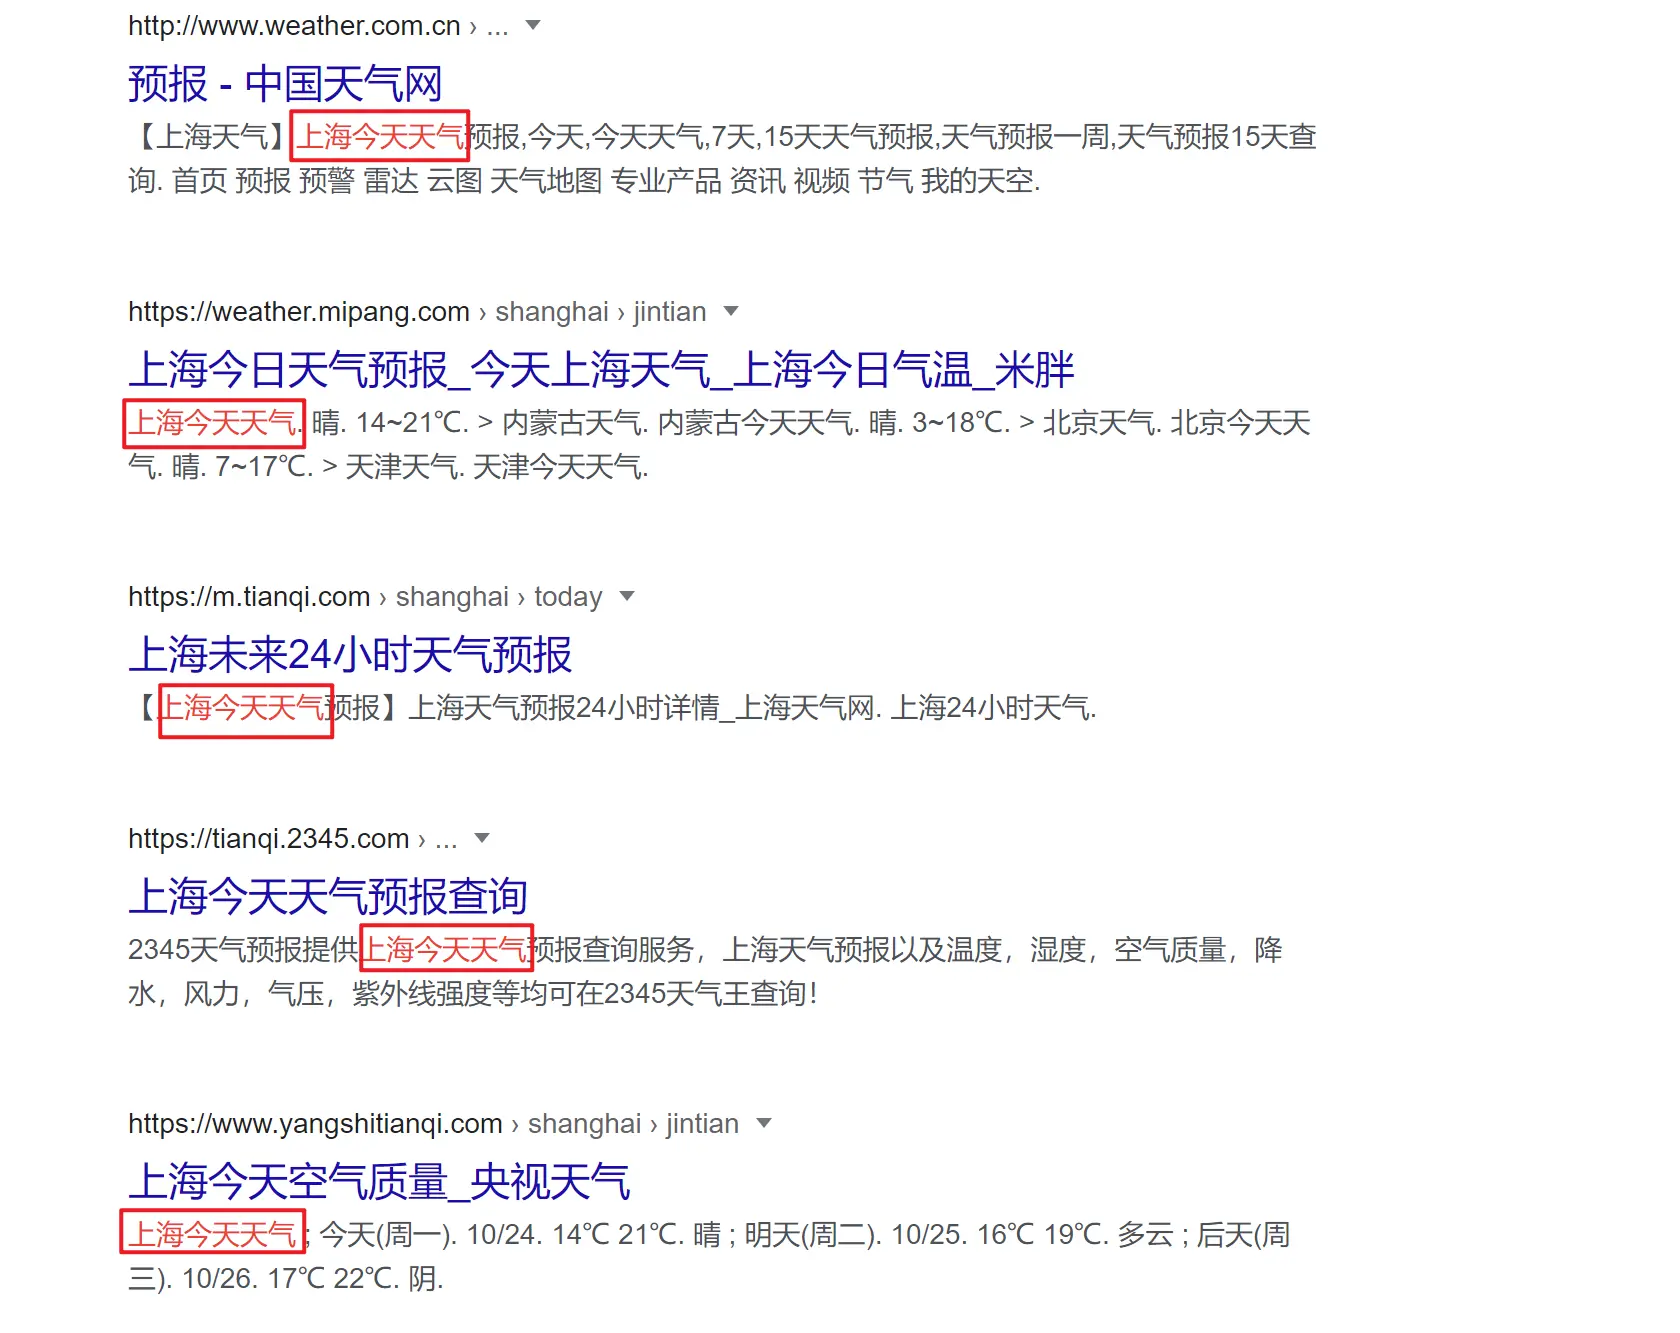 http://www.weather.com.cn › ...
预报 - 中国天气网
【上海天气】上海今天天气预报,今天,今天天气,7天,15天天气预报,天气预报一周,天气预报15天查
询. 首页 预报 预警 雷达 云图 天气地图 专业产品 资讯 视频 节气 我的天空.
https://weather.mipang.com › shanghai › jintian
上海今日天气预报_今天上海天气_上海今日气温_米胖
上海今天天气. 晴. 14~21℃. > 内蒙古天气. 内蒙古今天天气. 晴. 3~18℃. > 北京天气. 北京今天天
气. 晴. 7~17℃. > 天津天气. 天津今天天气.
https://m.tianqi.com › shanghai › today
上海未来24小时天气预报
【上海今天天气预报】上海天气预报24小时详情_上海天气网. 上海24小时天气.
https://tianqi.2345.com › ...
上海今天天气预报查询
2345天气预报提供上海今天天气预报查询服务，上海天气预报以及温度，湿度，空气质量，降
水，风力，气压，紫外线强度等均可在2345天气王查询！
https://www.yangshitianqi.com › shanghai › jintian
上海今天空气质量_央视天气
上海今天天气 ; 今天(周一). 10/24. 14℃ 21℃. 晴 ; 明天(周二). 10/25. 16℃ 19℃. 多云 ; 后天(周
三). 10/26. 17℃ 22℃. 阴.